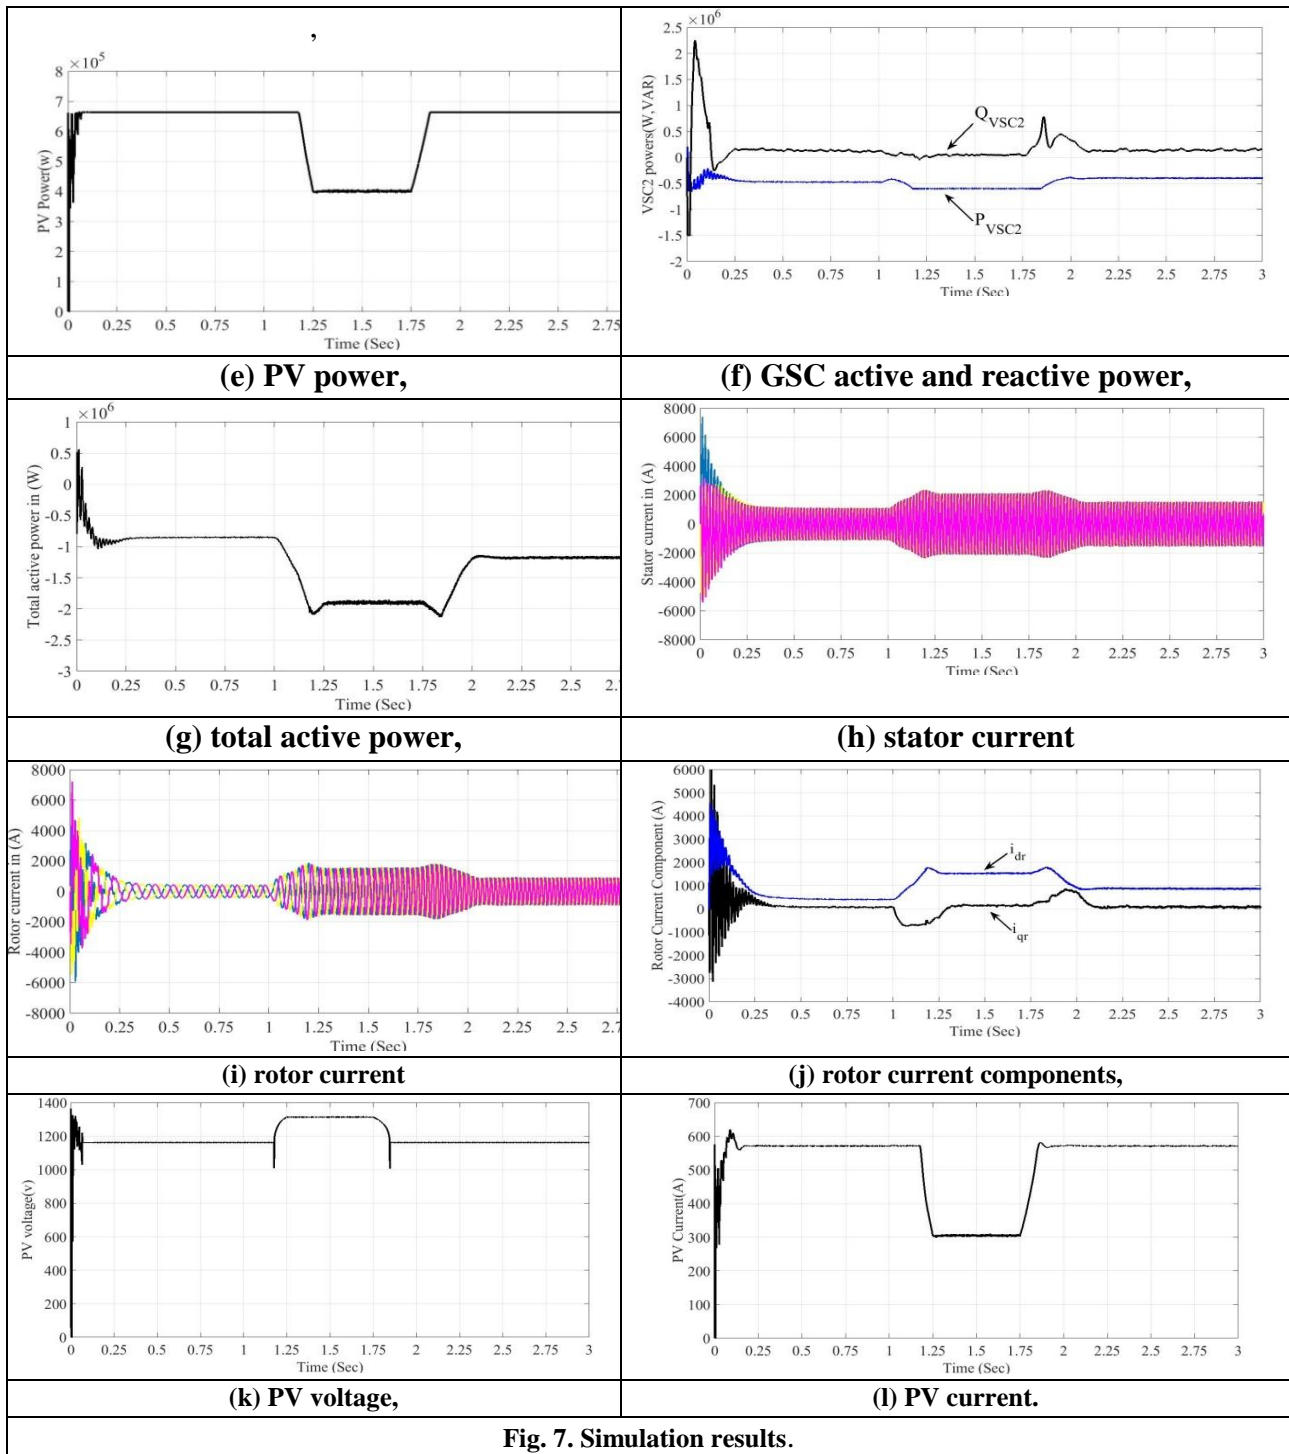 ,
×10^5
8
7
6
5
4
3
2
1
0
PV Power(w)
0 0.25 0.5 0.75 1 1.25 1.5 1.75 2 2.25 2.5 2.75
Time (Sec)
×10^6
2.5
2
1.5
1
0.5
0
-0.5
-1
-1.5
-2
VSC2 powers(W,VAR)
Q_VSC2
P_VSC2
0 0.25 0.5 0.75 1 1.25 1.5 1.75 2 2.25 2.5 2.75 3
Time (Sec)
(e) PV power,
(f) GSC active and reactive power,
×10^6
1
0.5
0
-0.5
-1
-1.5
-2
-2.5
-3
Total active power in (W)
0 0.25 0.5 0.75 1 1.25 1.5 1.75 2 2.25 2.5 2.
Time (Sec)
8000
6000
4000
2000
0
-2000
-4000
-6000
-8000
Stator current in (A)
0 0.25 0.5 0.75 1 1.25 1.5 1.75 2 2.25 2.5 2.75 3
Time (Sec)
(g) total active power,
(h) stator current
8000
6000
4000
2000
0
-2000
-4000
-6000
-8000
Rotor current in (A)
0 0.25 0.5 0.75 1 1.25 1.5 1.75 2 2.25 2.5 2.7
Time (Sec)
6000
5000
4000
3000
2000
1000
0
-1000
-2000
-3000
-4000
Rotor Current Component (A)
i_dr
i_qr
0 0.25 0.5 0.75 1 1.25 1.5 1.75 2 2.25 2.5 2.75 3
Time (Sec)
(i) rotor current
(j) rotor current components,
1400
1200
1000
800
600
400
200
0
PV voltage(v)
0 0.25 0.5 0.75 1 1.25 1.5 1.75 2 2.25 2.5 2.75 3
Time (Sec)
700
600
500
400
300
200
100
0
PV Current(A)
0 0.25 0.5 0.75 1 1.25 1.5 1.75 2 2.25 2.5 2.75 3
Time (Sec)
(k) PV voltage,
(l) PV current.
Fig. 7. Simulation results.